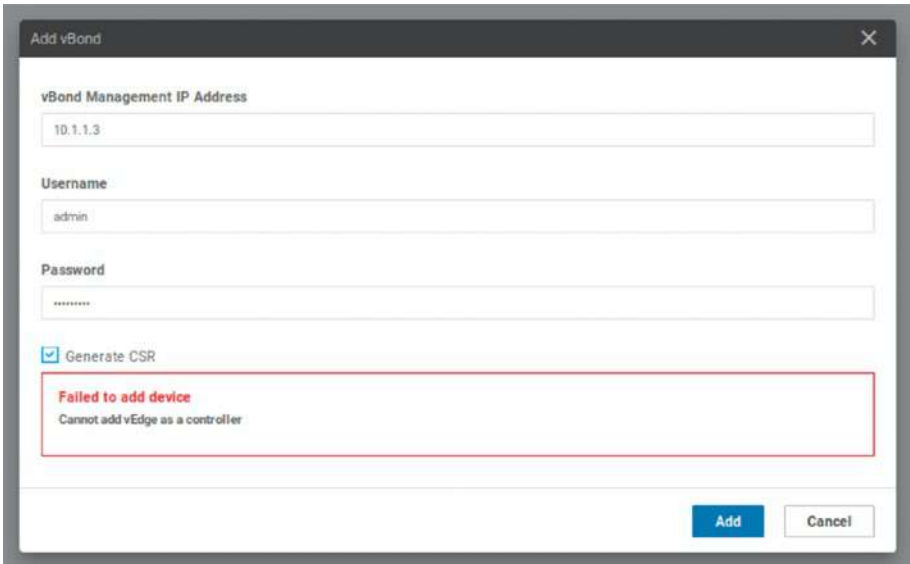 Add vBond
vBond Management IP Address
10.1.1.3
Username
admin
Password
•••••••••
Generate CSR
Failed to add device
Cannot add vEdge as a controller
Add
Cancel